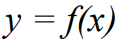 y = f(x)